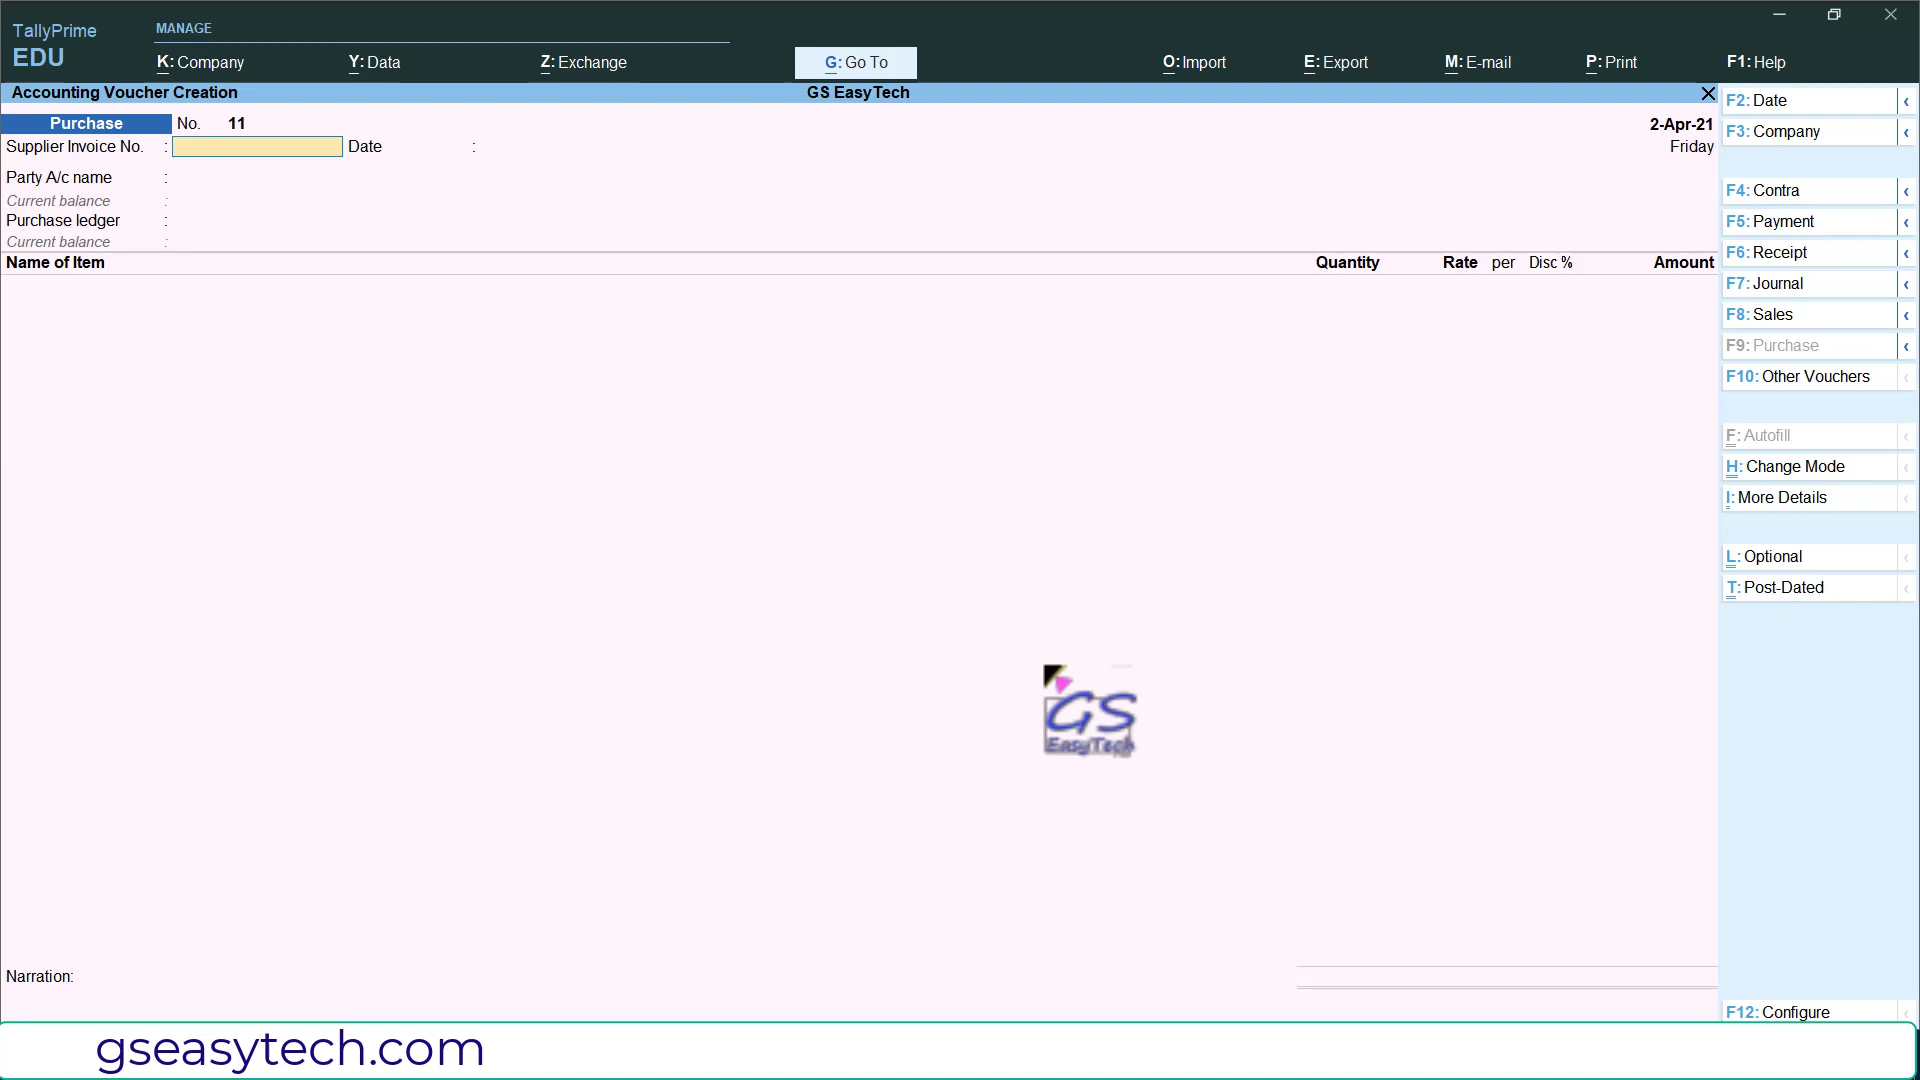 TallyPrime
EDU
MANAGE
K: Company
Y: Data
Z: Exchange
G: Go To
O: Import
E: Export
M: E-mail
P: Print
F1: Help
Accounting Voucher Creation
GS EasyTech
Purchase No. 11
2-Apr-21
Supplier Invoice No. : Date :
Friday
Party A/c name :
Current balance :
Purchase ledger :
Current balance :
Name of Item Quantity Rate per Disc % Amount
F2: Date
F3: Company
F4: Contra
F5: Payment
F6: Receipt
F7: Journal
F8: Sales
F9: Purchase
F10: Other Vouchers
F: Autofill
H: Change Mode
I: More Details
L: Optional
T: Post-Dated
GS
EasyTech
Narration:
F12: Configure
gseasytech.com